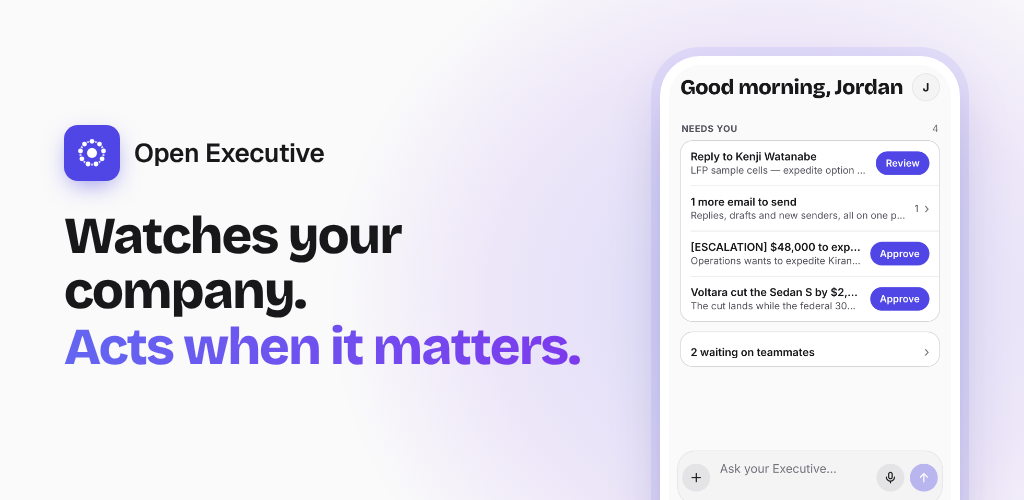 Open Executive
Watches your
company.
Acts when it matters.
Good morning, Jordan
J
NEEDS YOU
4
Reply to Kenji Watanabe
LFP sample cells — expedite option ...
Review
1 more email to send
Replies, drafts and new senders, all on one p...
1
[ESCALATION] $48,000 to exp...
Operations wants to expedite Kiran...
Approve
Voltara cut the Sedan S by $2,...
The cut lands while the federal 30...
Approve
2 waiting on teammates
Ask your Executive...